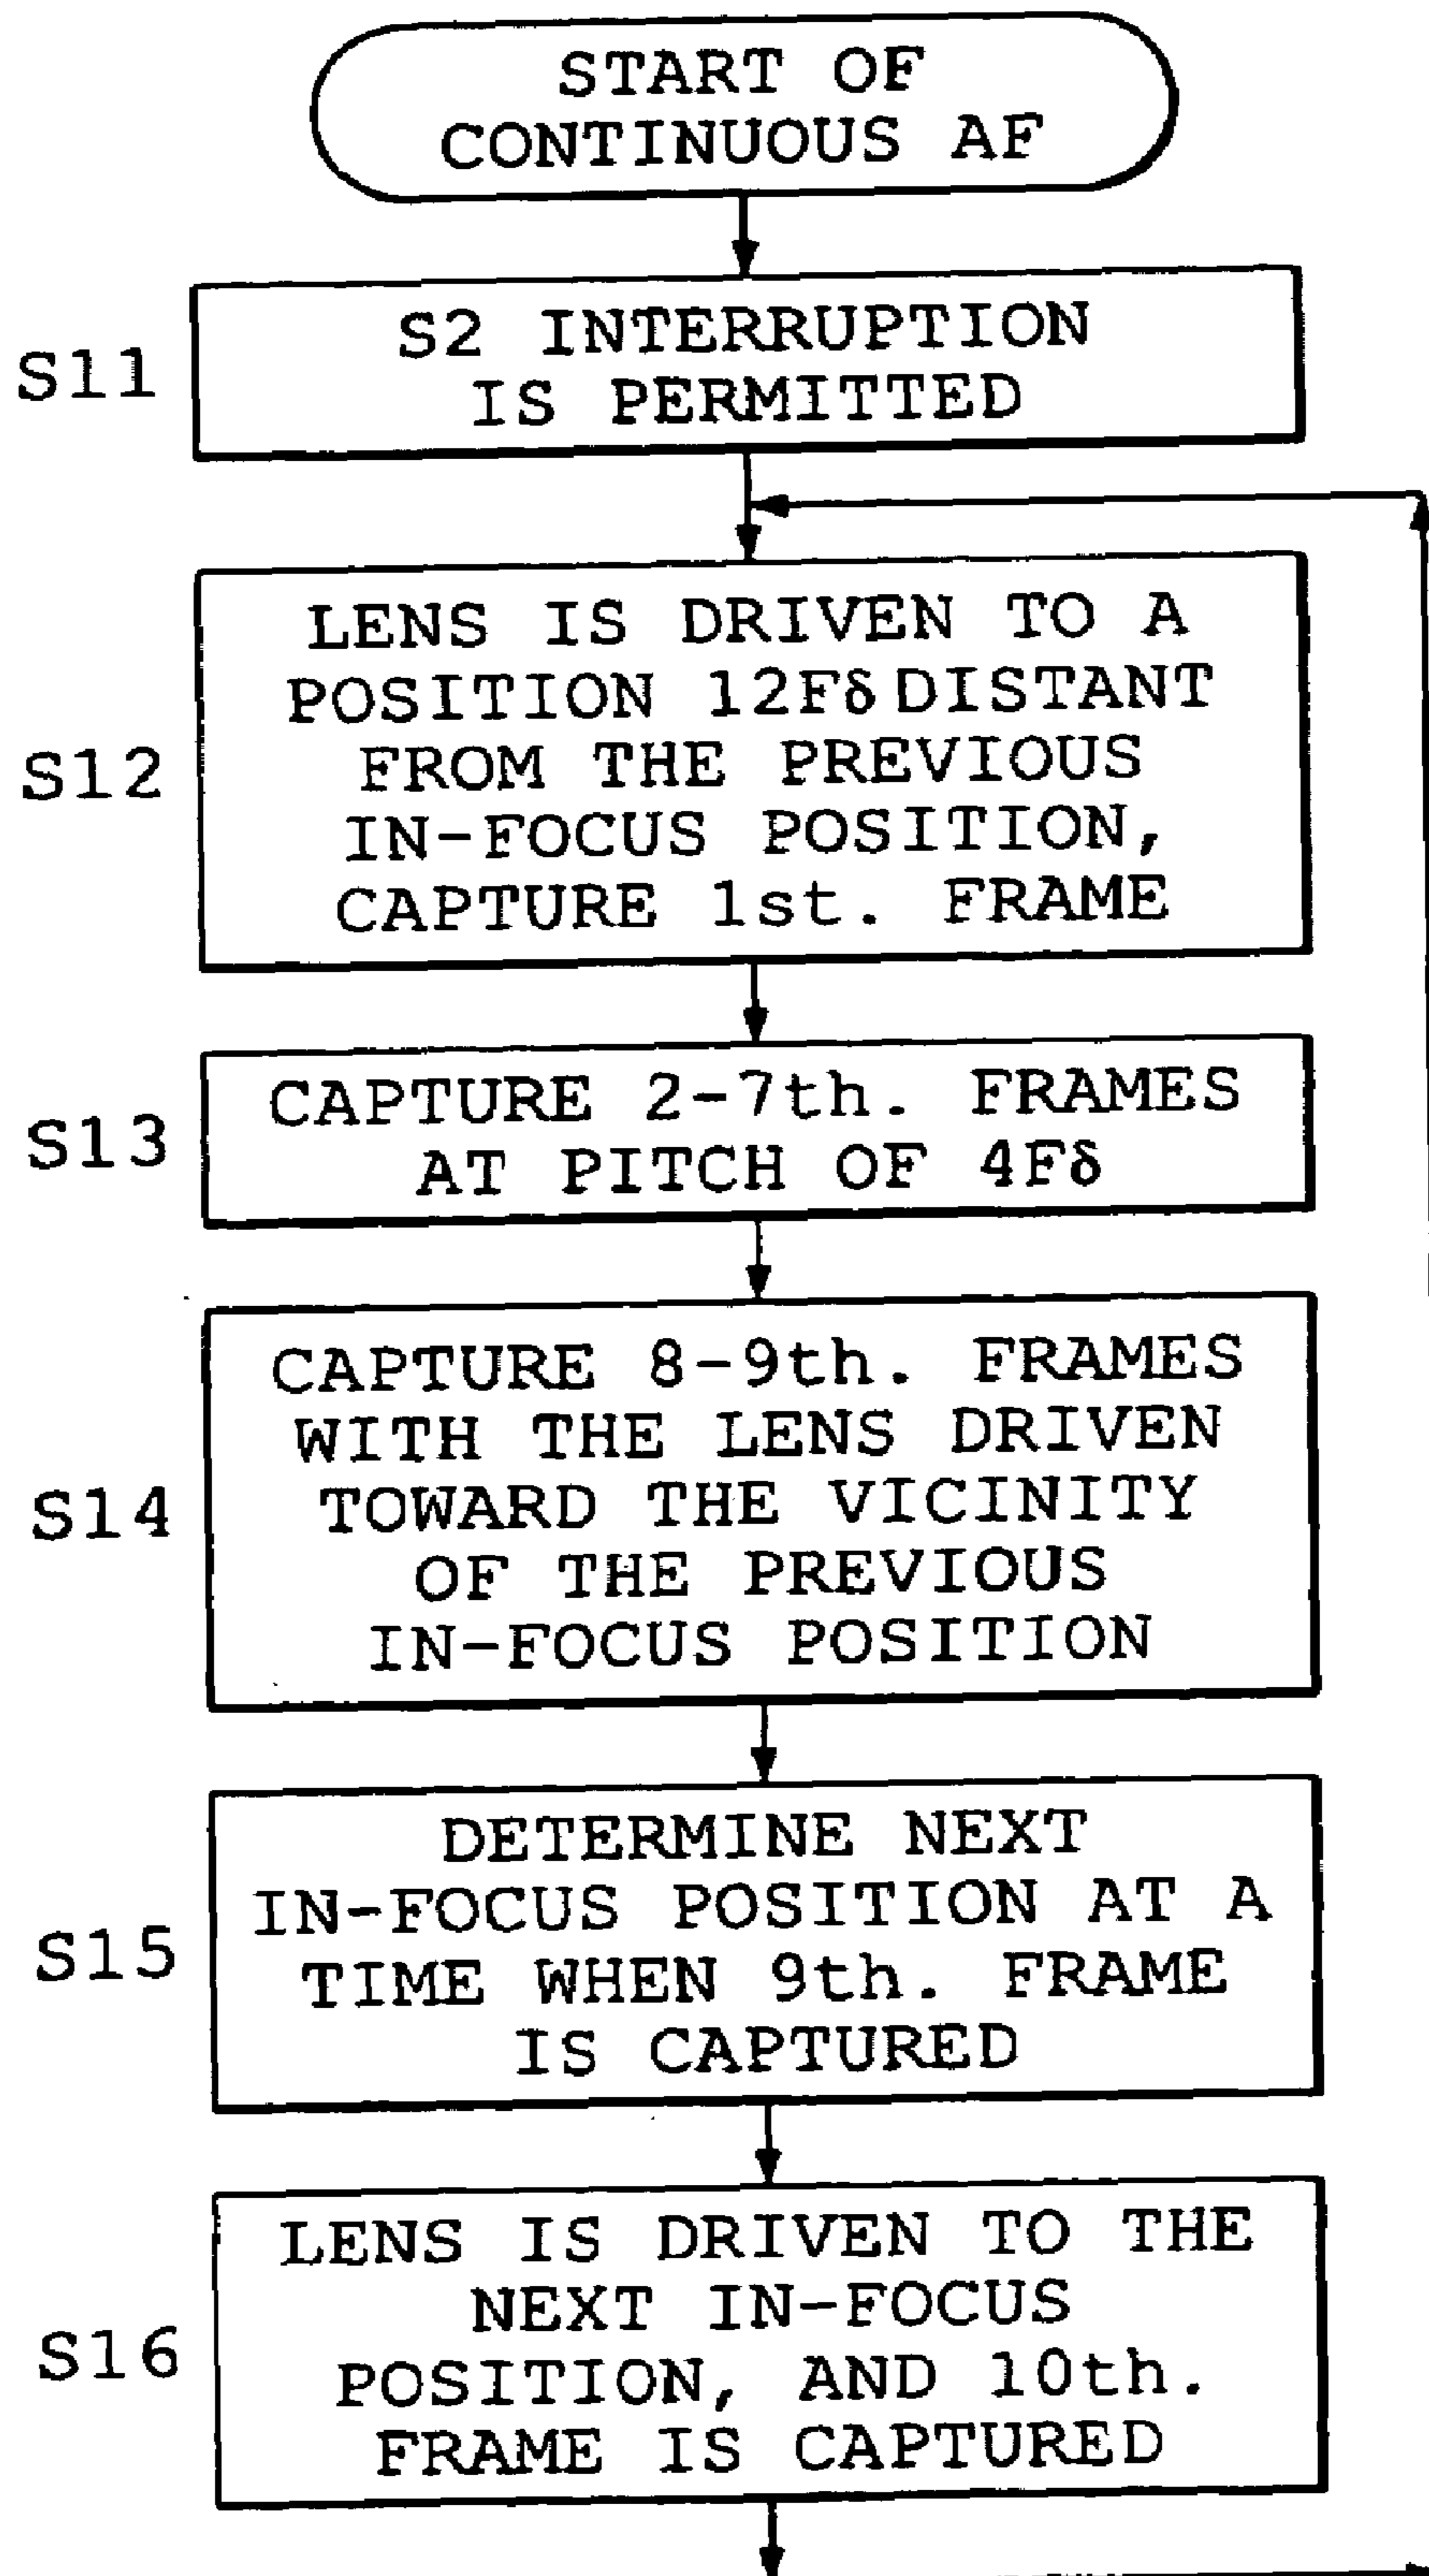 START OF
CONTINUOUS AF
S11
S2 INTERRUPTION
IS PERMITTED
S12
LENS IS DRIVEN TO A
POSITION 12Fδ DISTANT
FROM THE PREVIOUS
IN-FOCUS POSITION,
CAPTURE 1st. FRAME
S13
CAPTURE 2-7th. FRAMES
AT PITCH OF 4Fδ
S14
CAPTURE 8-9th. FRAMES
WITH THE LENS DRIVEN
TOWARD THE VICINITY
OF THE PREVIOUS
IN-FOCUS POSITION
S15
DETERMINE NEXT
IN-FOCUS POSITION AT A
TIME WHEN 9th. FRAME
IS CAPTURED
S16
LENS IS DRIVEN TO THE
NEXT IN-FOCUS
POSITION, AND 10th.
FRAME IS CAPTURED